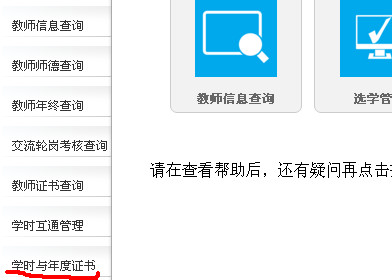 教师信息查询
教师师德查询
教师年终查询
交流轮岗考核查询
教师证书查询
学时互通管理
学时与年度证书
教师信息查询
选学管
请在查看帮助后，还有疑问再点击